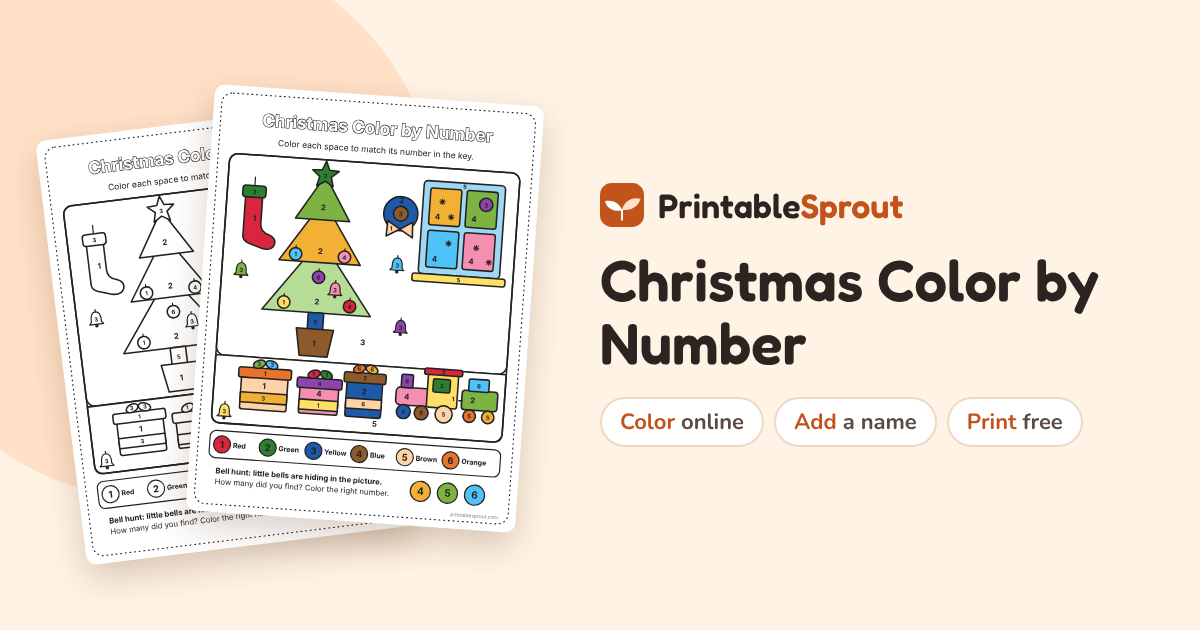 Christmas Color by Number
Color each space to match its number in the key.
1 Red
2 Green
3 Yellow
4 Blue
5 Brown
6 Orange
Bell hunt: little bells are hiding in the picture.
How many did you find? Color the right number.
4 5 6
printablesprout.com
Christmas Colo
Color each space to matc
1 Red
2 Green
Bell hunt: little bells are
How many did you find? Color the right
PrintableSprout
Christmas Color by
Number
Color online
Add a name
Print free